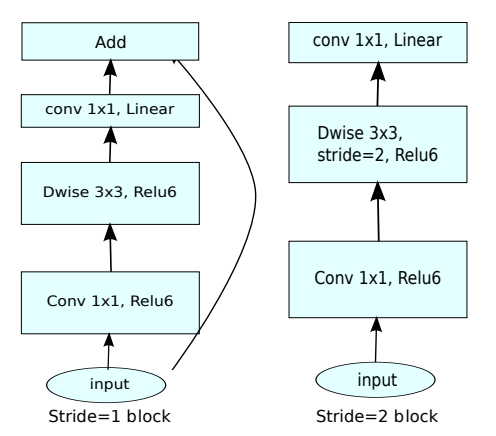 Add
conv 1x1, Linear
Dwise 3x3, Relu6
Conv 1x1, Relu6
input
Stride=1 block
conv 1x1, Linear
Dwise 3x3,
stride=2, Relu6
Conv 1x1, Relu6
input
Stride=2 block